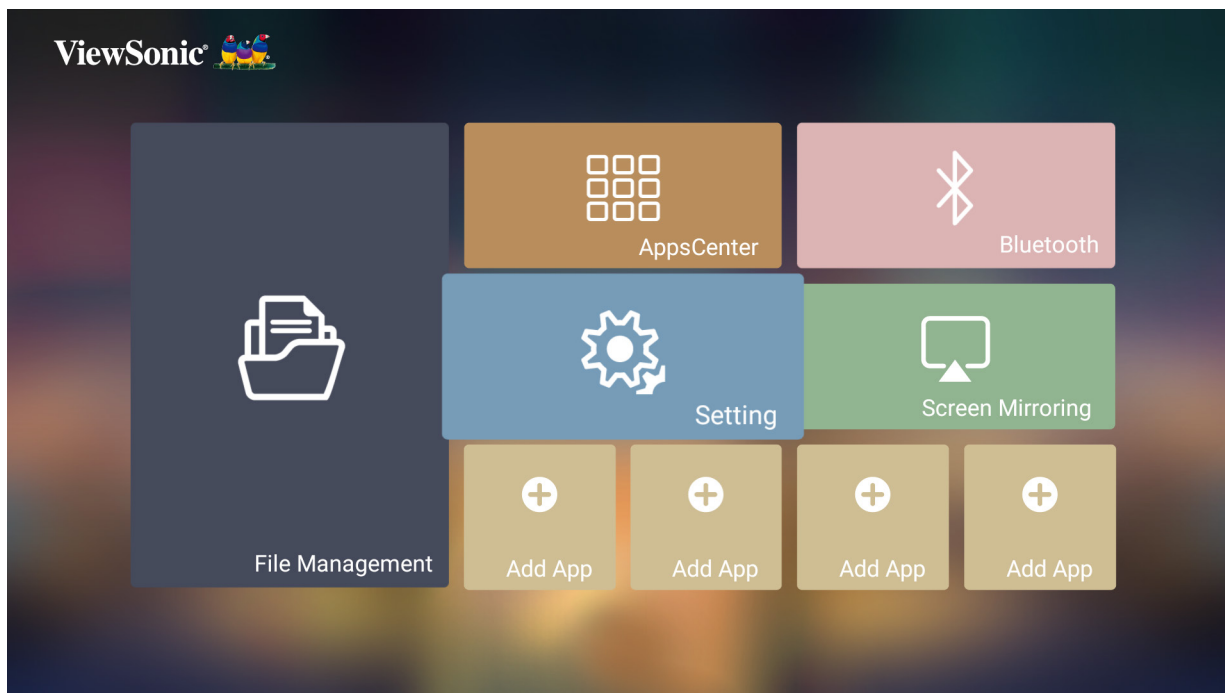 ViewSonic®
AppsCenter
Bluetooth
Setting
Screen Mirroring
File Management
Add App
Add App
Add App
Add App